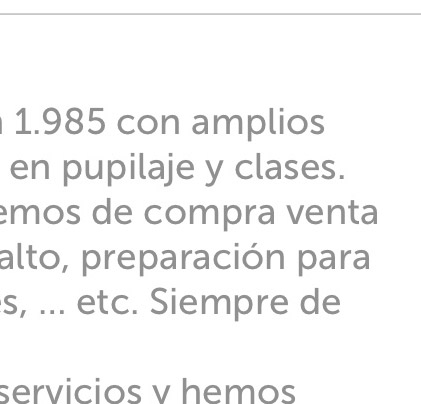 1.985 con amplios
en pupilaje y clases.
emos de compra venta
alto, preparación para
s, ... etc. Siempre de
servicios y hemos